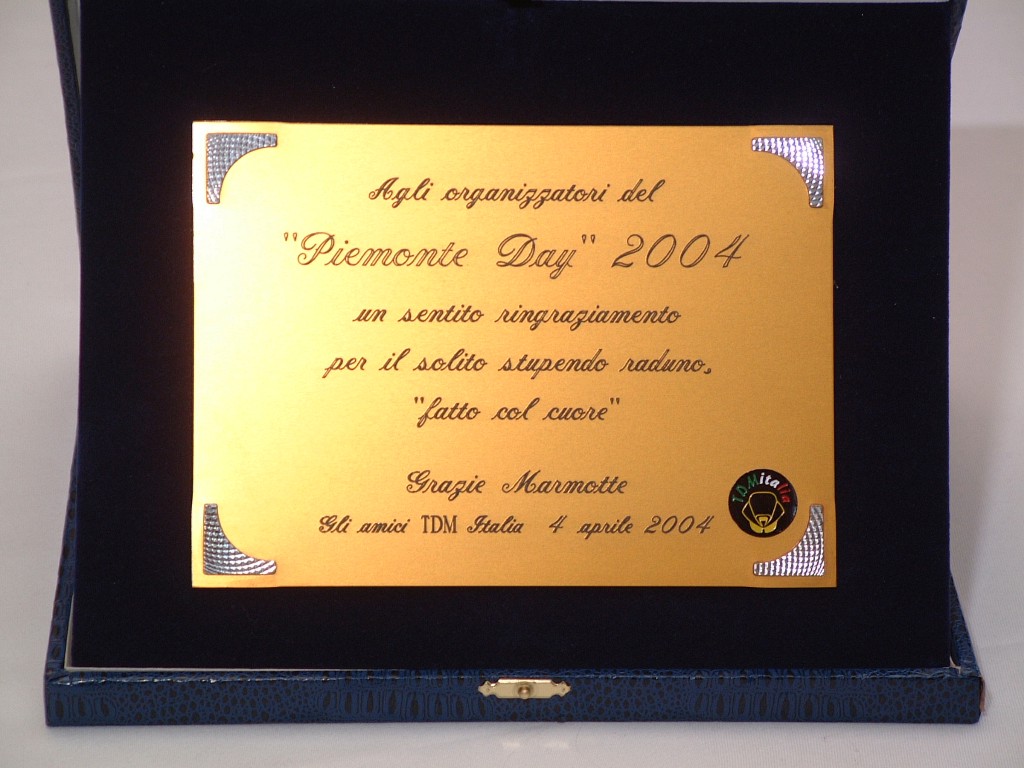 Agli organizzatori del
"Piemonte Day" 2004
un sentito ringraziamento
per il solito stupendo raduno,
"fatto col cuore"
Grazie Marmotte
Gli amici TDM Italia 4 aprile 2004
TDMitalia